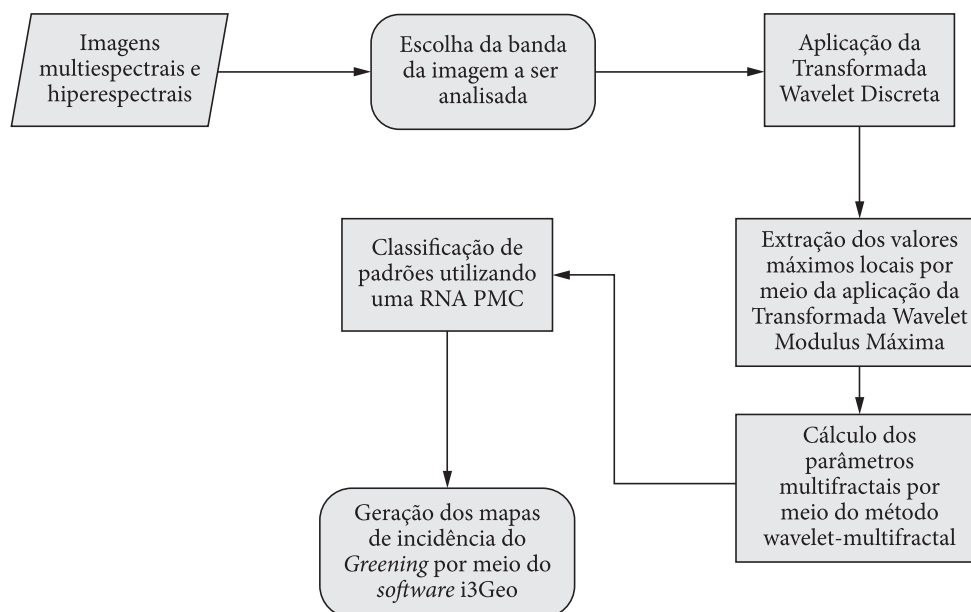 Imagens
multiespectrais e
hiperespectrais
Escolha da banda
da imagem a ser
analisada
Aplicação da
Transformada
Wavelet Discreta
Extração dos valores
máximos locais por
meio da aplicação da
Transformada Wavelet
Modulus Máxima
Cálculo dos
parâmetros
multifractais por
meio do método
wavelet-multifractal
Classificação de
padrões utilizando
uma RNA PMC
Geração dos mapas
de incidência do
Greening por meio do
software i3Geo